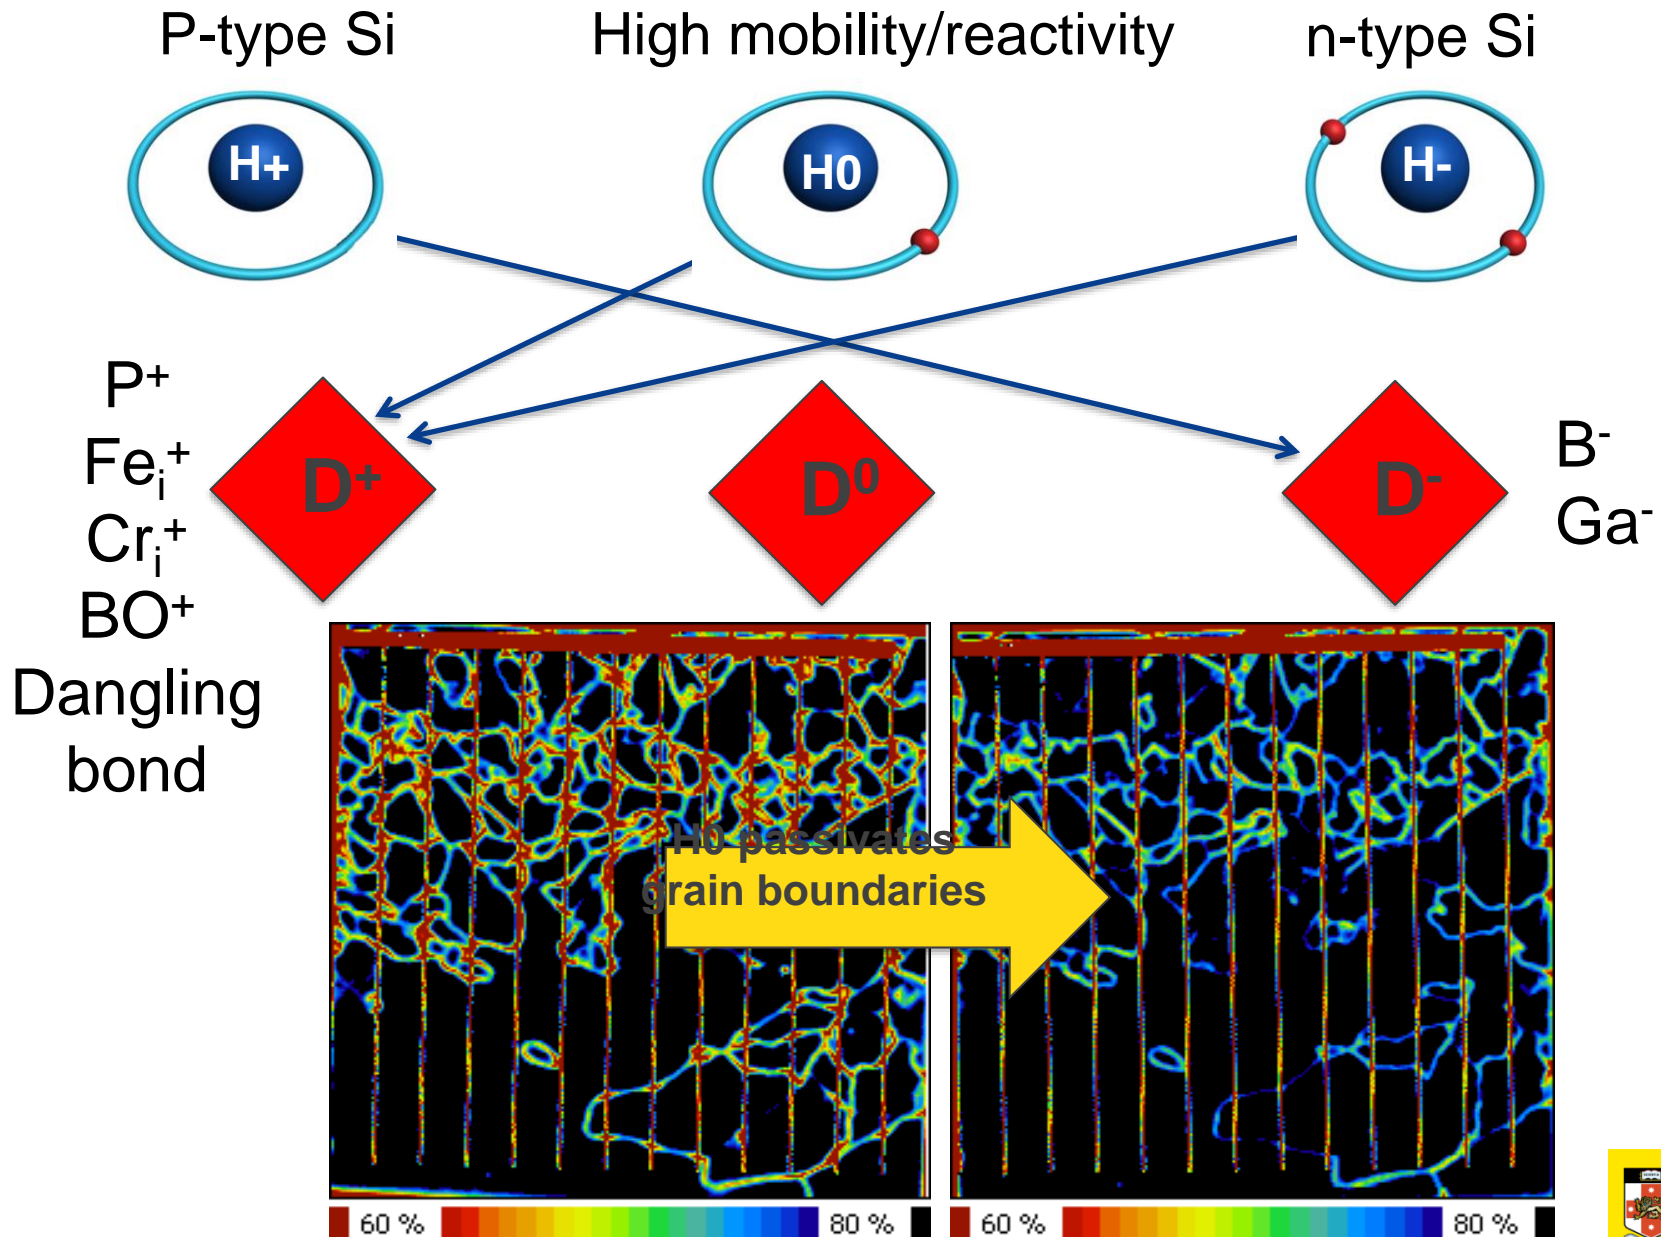 P-type Si
High mobility/reactivity
n-type Si
H+
H0
H-
P⁺
Feᵢ⁺
Crᵢ⁺
BO⁺
Dangling
bond
D⁺
D⁰
D⁻
B⁻
Ga⁻
H0 passivates
grain boundaries
60 %
80 %
60 %
80 %